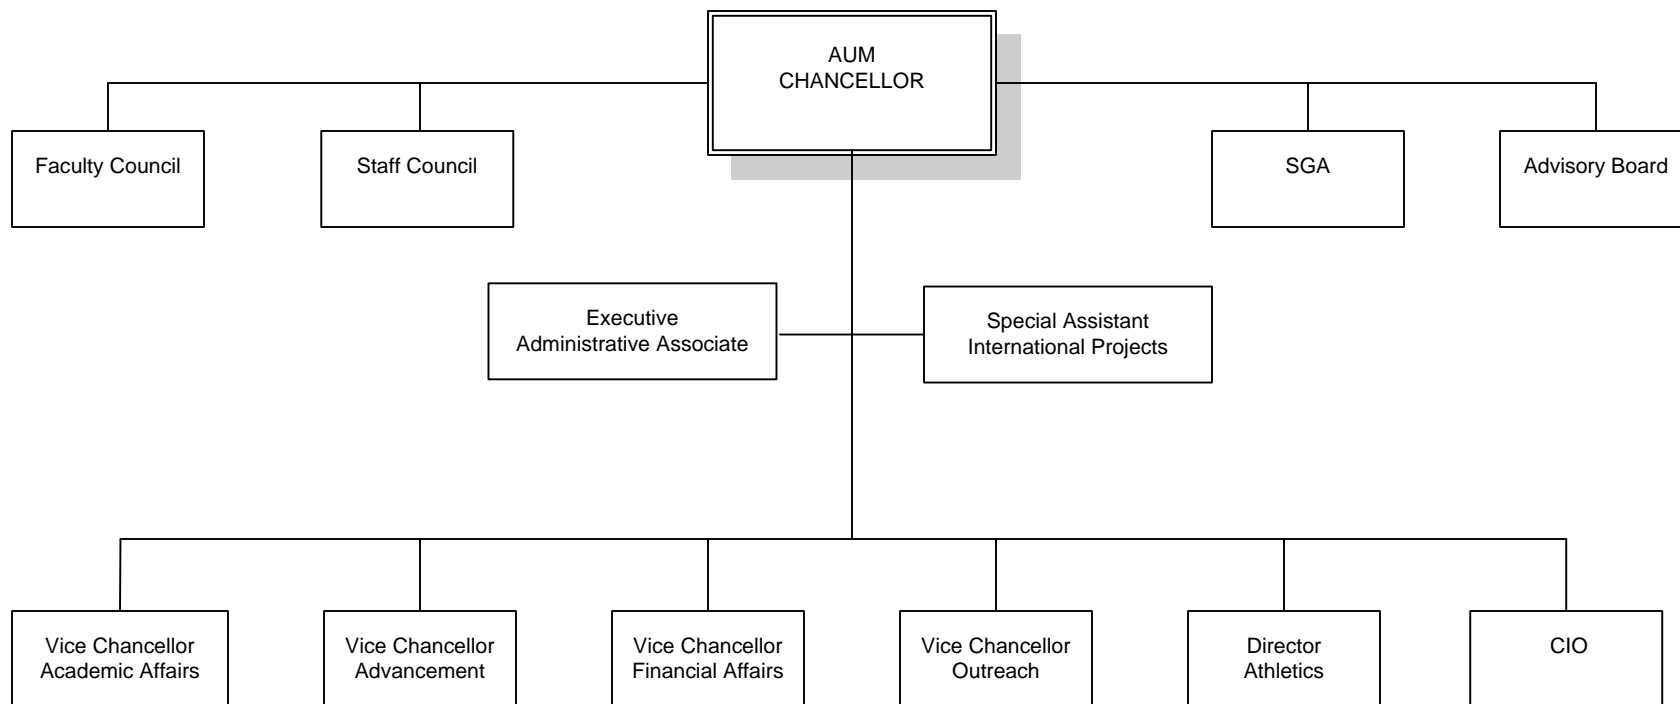 AUM
CHANCELLOR
Faculty Council
Staff Council
SGA
Advisory Board
Executive
Administrative Associate
Special Assistant
International Projects
Vice Chancellor
Academic Affairs
Vice Chancellor
Advancement
Vice Chancellor
Financial Affairs
Vice Chancellor
Outreach
Director
Athletics
CIO